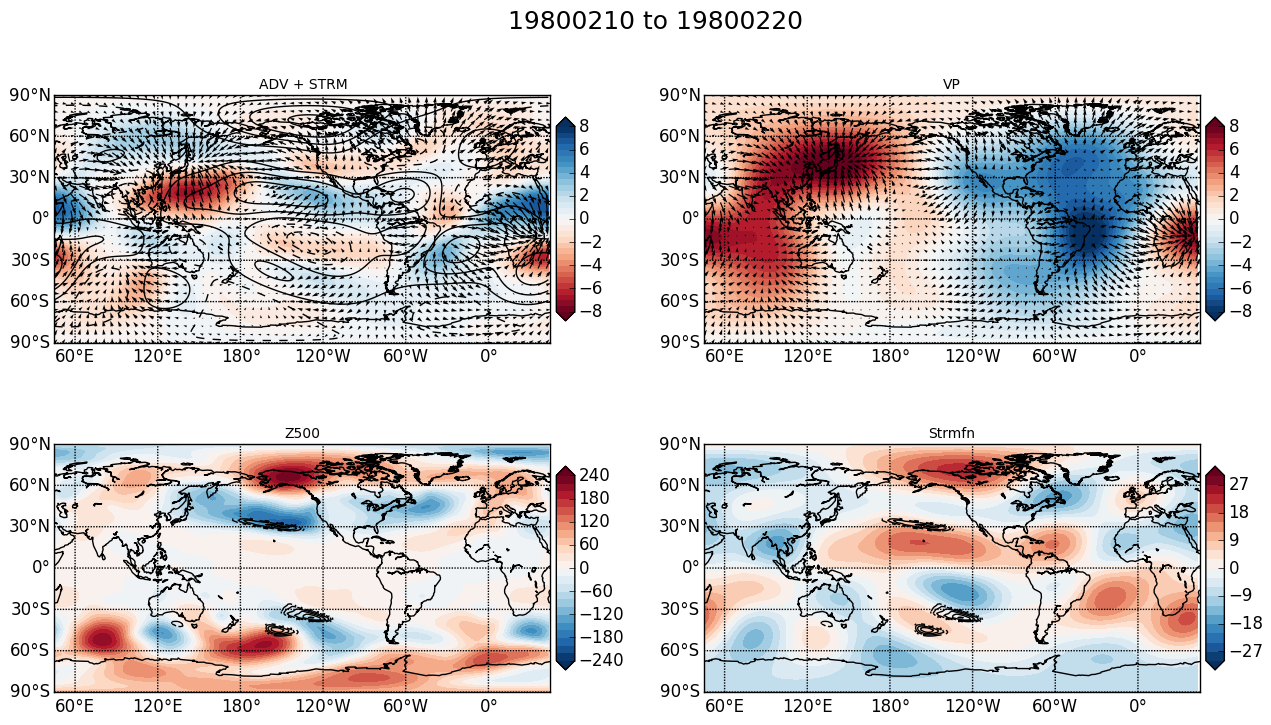 19800210 to 19800220
ADV + STRM
90°N
60°N
30°N
0°
30°S
60°S
90°S
60°E 120°E 180° 120°W 60°W 0°
8
6
4
2
0
−2
−4
−6
−8
VP
90°N
60°N
30°N
0°
30°S
60°S
90°S
60°E 120°E 180° 120°W 60°W 0°
8
6
4
2
0
−2
−4
−6
−8
Z500
90°N
60°N
30°N
0°
30°S
60°S
90°S
60°E 120°E 180° 120°W 60°W 0°
240
180
120
60
0
−60
−120
−180
−240
Strmfn
90°N
60°N
30°N
0°
30°S
60°S
90°S
60°E 120°E 180° 120°W 60°W 0°
27
18
9
0
−9
−18
−27